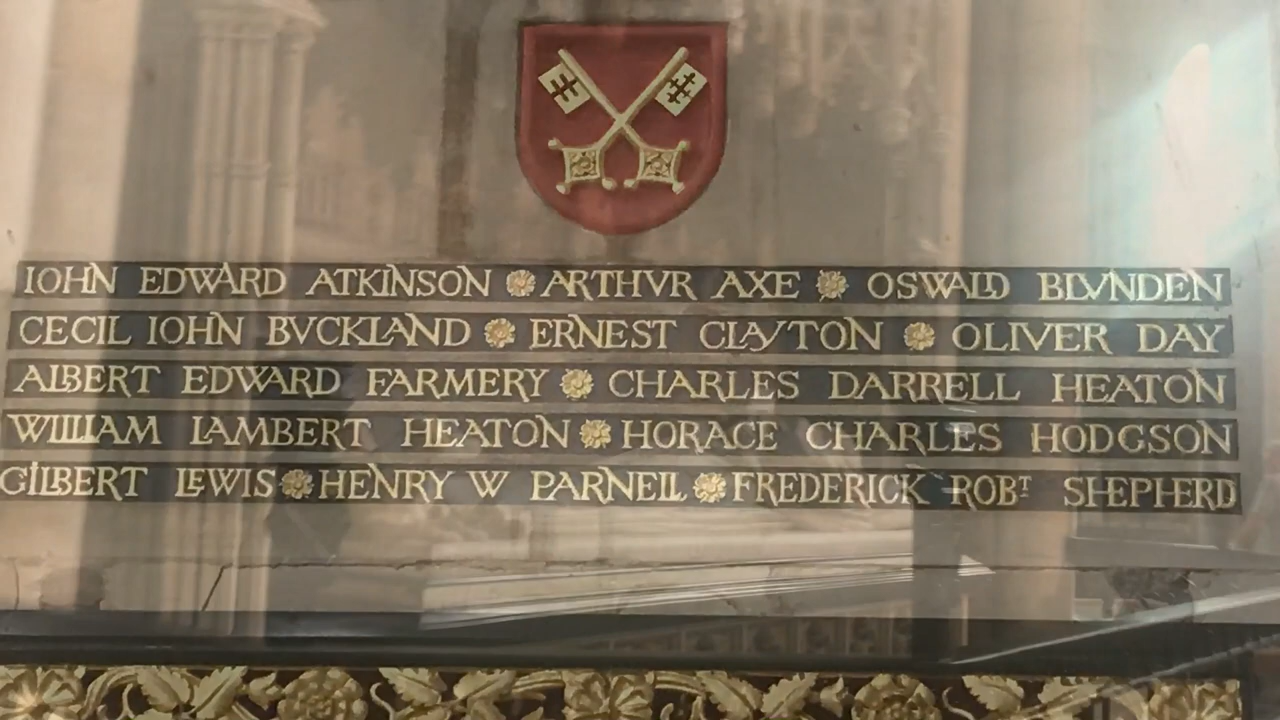 IOHN EDWARD ATKINSON ARTHVR AXE OSWALD BLVNDEN
CECIL IOHN BVCKLAND ERNEST CLAYTON OLIVER DAY
ALBERT EDWARD FARMERY CHARLES DARRELL HEATON
WILLIAM LAMBERT HEATON HORACE CHARLES HODGSON
GILBERT LEWIS HENRY W PARNELL FREDERICK ROBT SHEPHERD